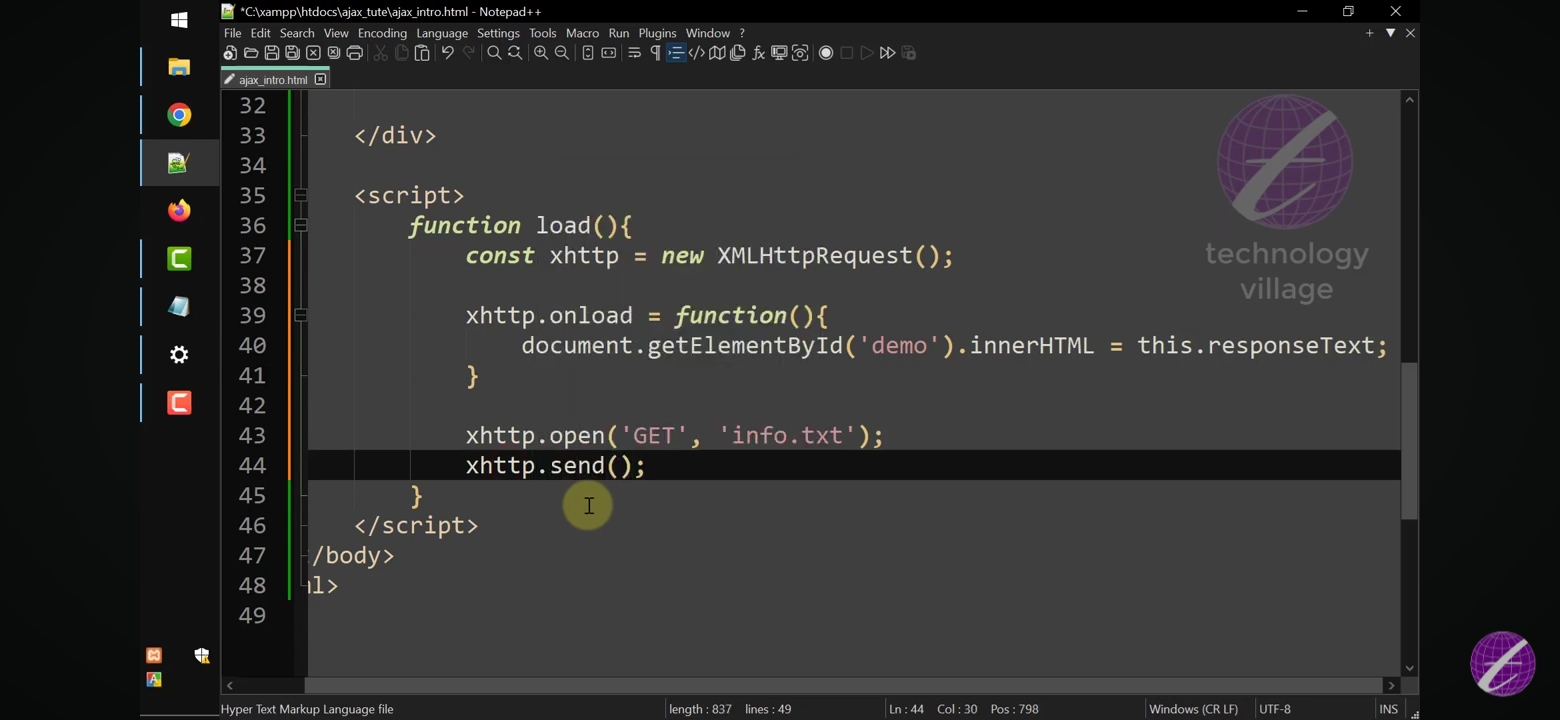 *C:\xampp\htdocs\ajax_tute\ajax_intro.html - Notepad++
File Edit Search View Encoding Language Settings Tools Macro Run Plugins Window ?
ajax_intro.html
32
33 </div>
34
35 <script>
36 function load(){
37 const xhttp = new XMLHttpRequest();
38
39 xhttp.onload = function(){
40 document.getElementById('demo').innerHTML = this.responseText;
41 }
42
43 xhttp.open('GET', 'info.txt');
44 xhttp.send();
45 }
46 </script>
47 /body>
48 l>
49
technology
village
Hyper Text Markup Language file length : 837 lines : 49 Ln : 44 Col : 30 Pos : 798 Windows (CR LF) UTF-8 INS